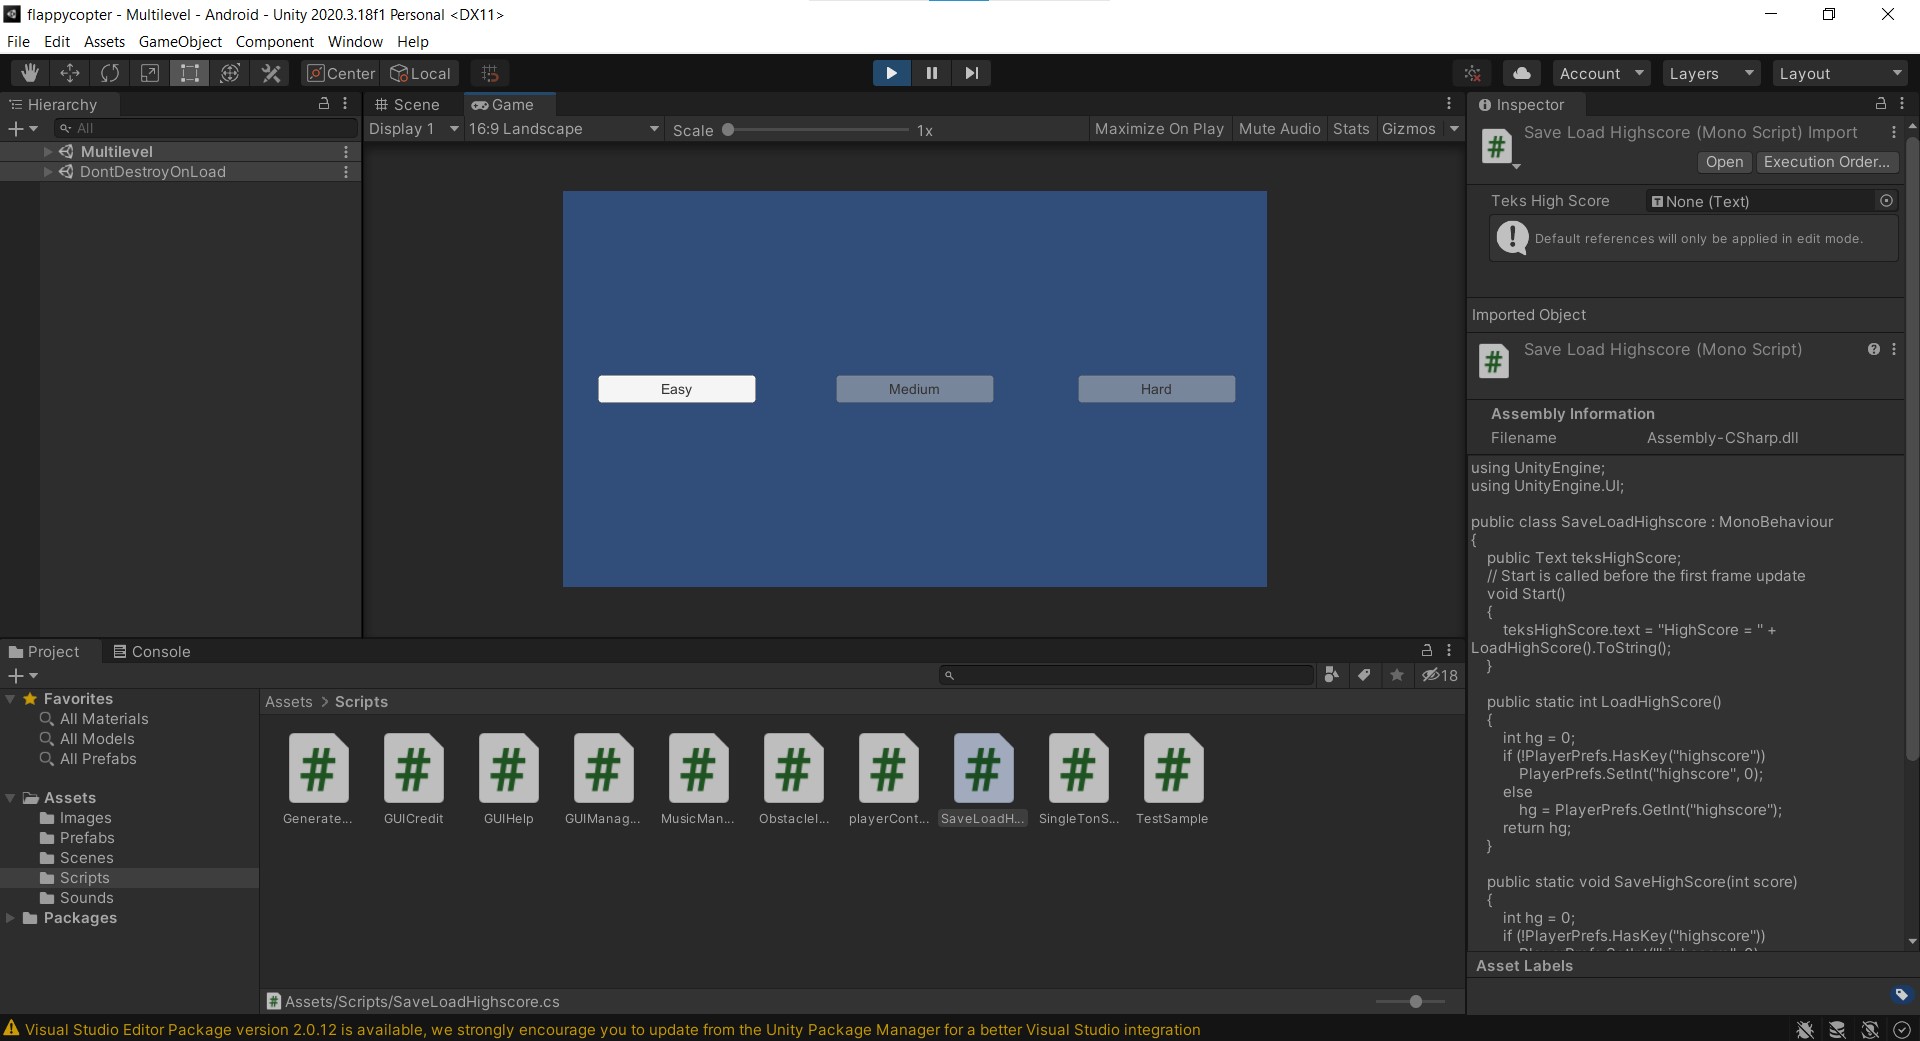 flappycopter - Multilevel - Android - Unity 2020.3.18f1 Personal <DX11>
File Edit Assets GameObject Component Window Help
Center Local
Account Layers Layout
Hierarchy
All
Multilevel
DontDestroyOnLoad
Scene Game
Display 1 16:9 Landscape Scale 1x Maximize On Play Mute Audio Stats Gizmos
Easy
Medium
Hard
Inspector
Save Load Highscore (Mono Script) Import
Open Execution Order...
Teks High Score None (Text)
Default references will only be applied in edit mode.
Imported Object
Save Load Highscore (Mono Script)
Assembly Information
Filename Assembly-CSharp.dll
using UnityEngine;
using UnityEngine.UI;
public class SaveLoadHighscore : MonoBehaviour
{
public Text teksHighScore;
// Start is called before the first frame update
void Start()
{
teksHighScore.text = "HighScore = " +
LoadHighScore().ToString();
}
public static int LoadHighScore()
{
int hg = 0;
if (!PlayerPrefs.HasKey("highscore"))
PlayerPrefs.SetInt("highscore", 0);
else
hg = PlayerPrefs.GetInt("highscore");
return hg;
}
public static void SaveHighScore(int score)
{
int hg = 0;
if (!PlayerPrefs.HasKey("highscore"))
Asset Labels
Project Console
18
Favorites
All Materials
All Models
All Prefabs
Assets
Images
Prefabs
Scenes
Scripts
Sounds
Packages
Assets > Scripts
Generate... GUICredit GUIHelp GUIManag... MusicMan... ObstacleI... playerCont... SaveLoadH... SingleTonS... TestSample
Assets/Scripts/SaveLoadHighscore.cs
Visual Studio Editor Package version 2.0.12 is available, we strongly encourage you to update from the Unity Package Manager for a better Visual Studio integration